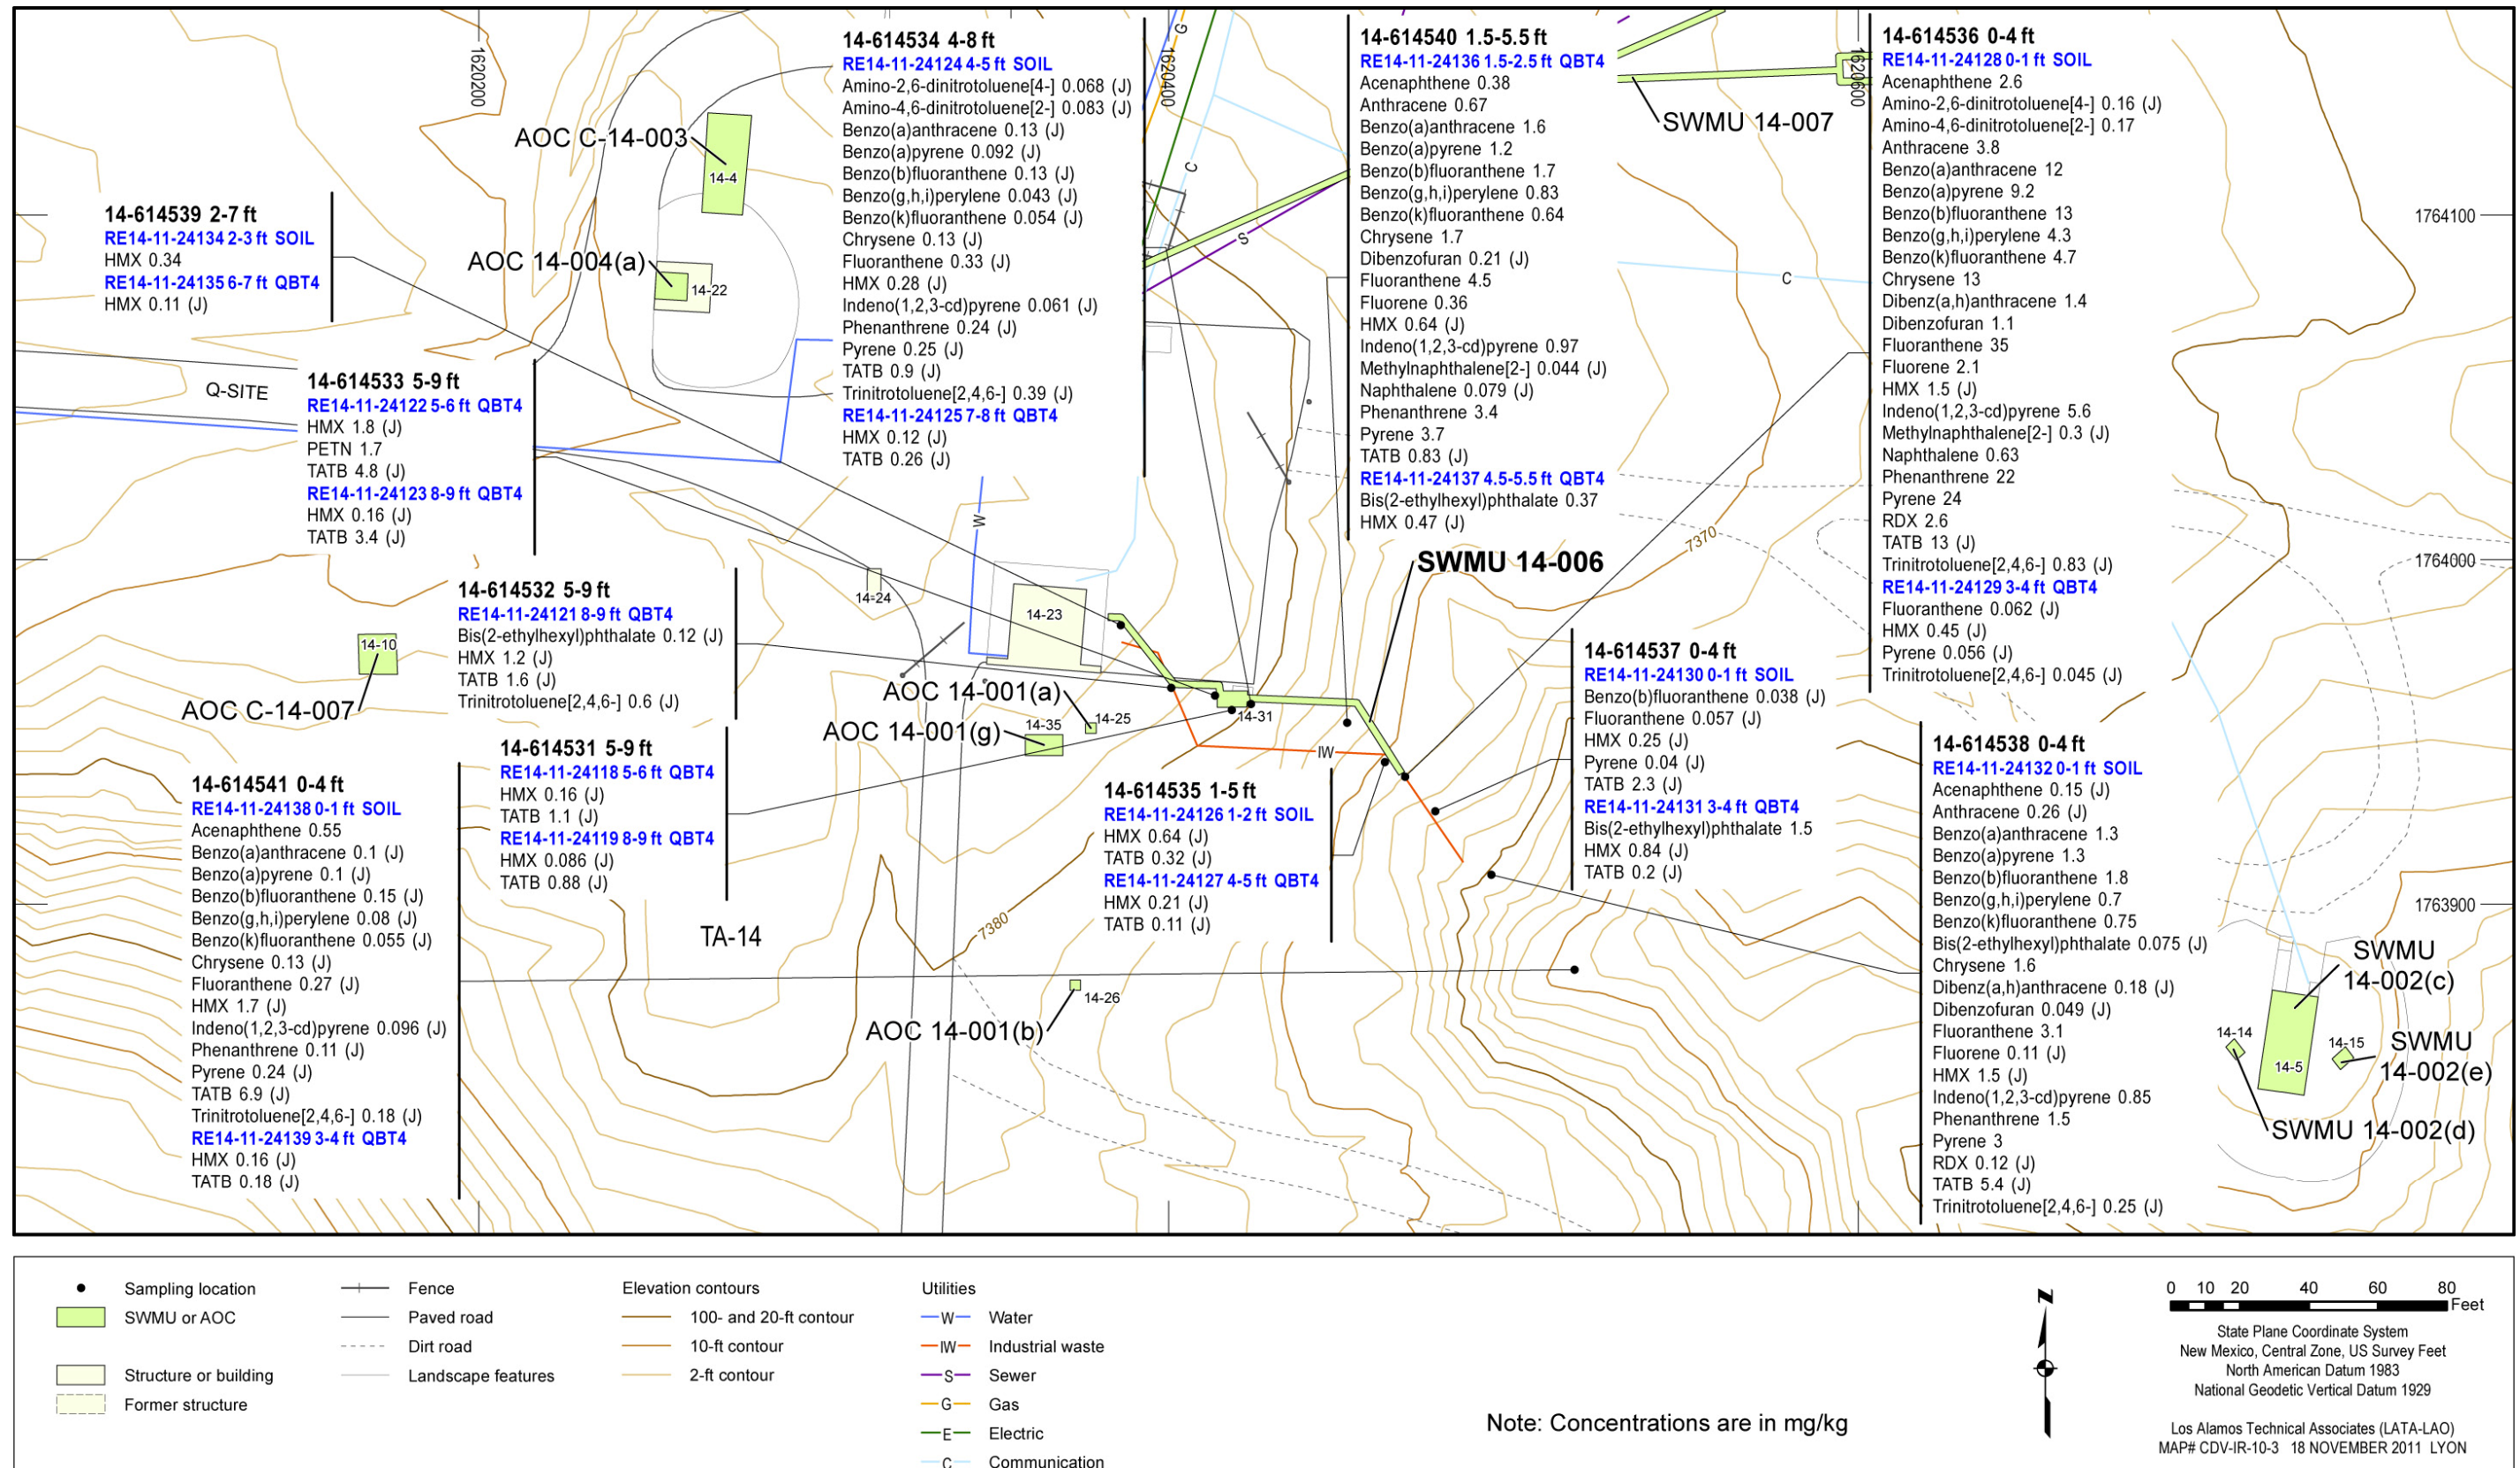 1620200
1620400
1620600
1764100
1764000
1763900
G
C
S
C
W
IW
7370
7380
Q-SITE
TA-14
AOC C-14-003
14-4
AOC 14-004(a)
14-22
SWMU 14-007
14-614539 2-7 ft
RE14-11-24134 2-3 ft SOIL
HMX 0.34
RE14-11-24135 6-7 ft QBT4
HMX 0.11 (J)
14-614533 5-9 ft
RE14-11-24122 5-6 ft QBT4
HMX 1.8 (J)
PETN 1.7
TATB 4.8 (J)
RE14-11-24123 8-9 ft QBT4
HMX 0.16 (J)
TATB 3.4 (J)
14-614534 4-8 ft
RE14-11-24124 4-5 ft SOIL
Amino-2,6-dinitrotoluene[4-] 0.068 (J)
Amino-4,6-dinitrotoluene[2-] 0.083 (J)
Benzo(a)anthracene 0.13 (J)
Benzo(a)pyrene 0.092 (J)
Benzo(b)fluoranthene 0.13 (J)
Benzo(g,h,i)perylene 0.043 (J)
Benzo(k)fluoranthene 0.054 (J)
Chrysene 0.13 (J)
Fluoranthene 0.33 (J)
HMX 0.28 (J)
Indeno(1,2,3-cd)pyrene 0.061 (J)
Phenanthrene 0.24 (J)
Pyrene 0.25 (J)
TATB 0.9 (J)
Trinitrotoluene[2,4,6-] 0.39 (J)
RE14-11-24125 7-8 ft QBT4
HMX 0.12 (J)
TATB 0.26 (J)
14-614540 1.5-5.5 ft
RE14-11-24136 1.5-2.5 ft QBT4
Acenaphthene 0.38
Anthracene 0.67
Benzo(a)anthracene 1.6
Benzo(a)pyrene 1.2
Benzo(b)fluoranthene 1.7
Benzo(g,h,i)perylene 0.83
Benzo(k)fluoranthene 0.64
Chrysene 1.7
Dibenzofuran 0.21 (J)
Fluoranthene 4.5
Fluorene 0.36
HMX 0.64 (J)
Indeno(1,2,3-cd)pyrene 0.97
Methylnaphthalene[2-] 0.044 (J)
Naphthalene 0.079 (J)
Phenanthrene 3.4
Pyrene 3.7
TATB 0.83 (J)
RE14-11-24137 4.5-5.5 ft QBT4
Bis(2-ethylhexyl)phthalate 0.37
HMX 0.47 (J)
14-614536 0-4 ft
RE14-11-24128 0-1 ft SOIL
Acenaphthene 2.6
Amino-2,6-dinitrotoluene[4-] 0.16 (J)
Amino-4,6-dinitrotoluene[2-] 0.17
Anthracene 3.8
Benzo(a)anthracene 12
Benzo(a)pyrene 9.2
Benzo(b)fluoranthene 13
Benzo(g,h,i)perylene 4.3
Benzo(k)fluoranthene 4.7
Chrysene 13
Dibenz(a,h)anthracene 1.4
Dibenzofuran 1.1
Fluoranthene 35
Fluorene 2.1
HMX 1.5 (J)
Indeno(1,2,3-cd)pyrene 5.6
Methylnaphthalene[2-] 0.3 (J)
Naphthalene 0.63
Phenanthrene 22
Pyrene 24
RDX 2.6
TATB 13 (J)
Trinitrotoluene[2,4,6-] 0.83 (J)
RE14-11-24129 3-4 ft QBT4
Fluoranthene 0.062 (J)
HMX 0.45 (J)
Pyrene 0.056 (J)
Trinitrotoluene[2,4,6-] 0.045 (J)
SWMU 14-006
14-24
14-23
14-10
AOC C-14-007
14-614532 5-9 ft
RE14-11-24121 8-9 ft QBT4
Bis(2-ethylhexyl)phthalate 0.12 (J)
HMX 1.2 (J)
TATB 1.6 (J)
Trinitrotoluene[2,4,6-] 0.6 (J)
AOC 14-001(a)
14-25
14-35
AOC 14-001(g)
14-31
14-614531 5-9 ft
RE14-11-24118 5-6 ft QBT4
HMX 0.16 (J)
TATB 1.1 (J)
RE14-11-24119 8-9 ft QBT4
HMX 0.086 (J)
TATB 0.88 (J)
14-614537 0-4 ft
RE14-11-24130 0-1 ft SOIL
Benzo(b)fluoranthene 0.038 (J)
Fluoranthene 0.057 (J)
HMX 0.25 (J)
Pyrene 0.04 (J)
TATB 2.3 (J)
RE14-11-24131 3-4 ft QBT4
Bis(2-ethylhexyl)phthalate 1.5
HMX 0.84 (J)
TATB 0.2 (J)
14-614535 1-5 ft
RE14-11-24126 1-2 ft SOIL
HMX 0.64 (J)
TATB 0.32 (J)
RE14-11-24127 4-5 ft QBT4
HMX 0.21 (J)
TATB 0.11 (J)
14-614541 0-4 ft
RE14-11-24138 0-1 ft SOIL
Acenaphthene 0.55
Benzo(a)anthracene 0.1 (J)
Benzo(a)pyrene 0.1 (J)
Benzo(b)fluoranthene 0.15 (J)
Benzo(g,h,i)perylene 0.08 (J)
Benzo(k)fluoranthene 0.055 (J)
Chrysene 0.13 (J)
Fluoranthene 0.27 (J)
HMX 1.7 (J)
Indeno(1,2,3-cd)pyrene 0.096 (J)
Phenanthrene 0.11 (J)
Pyrene 0.24 (J)
TATB 6.9 (J)
Trinitrotoluene[2,4,6-] 0.18 (J)
RE14-11-24139 3-4 ft QBT4
HMX 0.16 (J)
TATB 0.18 (J)
14-614538 0-4 ft
RE14-11-24132 0-1 ft SOIL
Acenaphthene 0.15 (J)
Anthracene 0.26 (J)
Benzo(a)anthracene 1.3
Benzo(a)pyrene 1.3
Benzo(b)fluoranthene 1.8
Benzo(g,h,i)perylene 0.7
Benzo(k)fluoranthene 0.75
Bis(2-ethylhexyl)phthalate 0.075 (J)
Chrysene 1.6
Dibenz(a,h)anthracene 0.18 (J)
Dibenzofuran 0.049 (J)
Fluoranthene 3.1
Fluorene 0.11 (J)
HMX 1.5 (J)
Indeno(1,2,3-cd)pyrene 0.85
Phenanthrene 1.5
Pyrene 3
RDX 0.12 (J)
TATB 5.4 (J)
Trinitrotoluene[2,4,6-] 0.25 (J)
14-26
AOC 14-001(b)
SWMU
14-002(c)
14-14
14-5
14-15
SWMU
14-002(e)
SWMU 14-002(d)
Sampling location
SWMU or AOC
Structure or building
Former structure
Fence
Paved road
Dirt road
Landscape features
Elevation contours
100- and 20-ft contour
10-ft contour
2-ft contour
Utilities
W Water
IW Industrial waste
S Sewer
G Gas
E Electric
C Communication
Note: Concentrations are in mg/kg
N
0 10 20 40 60 80
Feet
State Plane Coordinate System
New Mexico, Central Zone, US Survey Feet
North American Datum 1983
National Geodetic Vertical Datum 1929
Los Alamos Technical Associates (LATA-LAO)
MAP# CDV-IR-10-3 18 NOVEMBER 2011 LYON